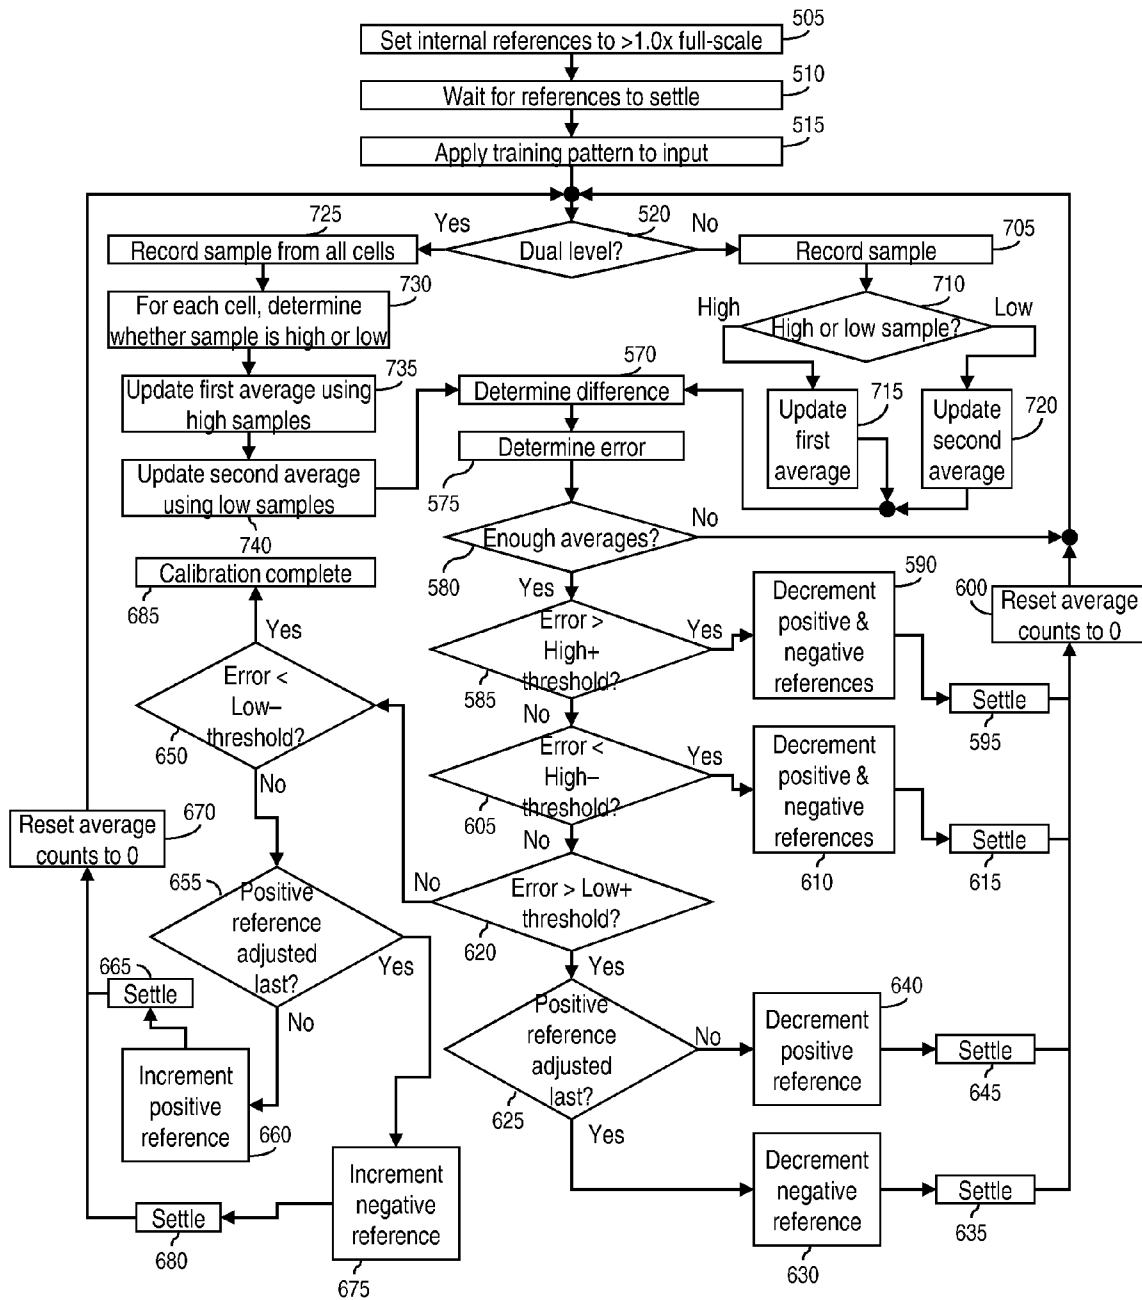 505
Set internal references to >1.0x full-scale
510
Wait for references to settle
515
Apply training pattern to input
725
Yes
520
No
705
Record sample from all cells
Dual level?
Record sample
730
710
For each cell, determine
whether sample is high or low
High
Low
High or low sample?
735
570
Update first average using
high samples
Determine difference
715
720
Update
first
average
Update
second
average
Determine error
575
Update second average
using low samples
740
No
Enough averages?
580
Calibration complete
685
Yes
590
600
Reset average
counts to 0
Yes
Error >
High+
threshold?
585
Yes
Decrement
positive &
negative
references
Settle
595
Error <
Low–
threshold?
650
No
No
Error <
High–
threshold?
605
Yes
Decrement
positive &
negative
references
610
Settle
615
670
Reset average
counts to 0
No
Error > Low+
threshold?
620
No
655
Positive
reference
adjusted
last?
Yes
No
665
Settle
Yes
Positive
reference
adjusted
last?
625
No
640
Decrement
positive
reference
Settle
645
Increment
positive
reference
660
Yes
Increment
negative
reference
675
Settle
680
Decrement
negative
reference
630
Settle
635